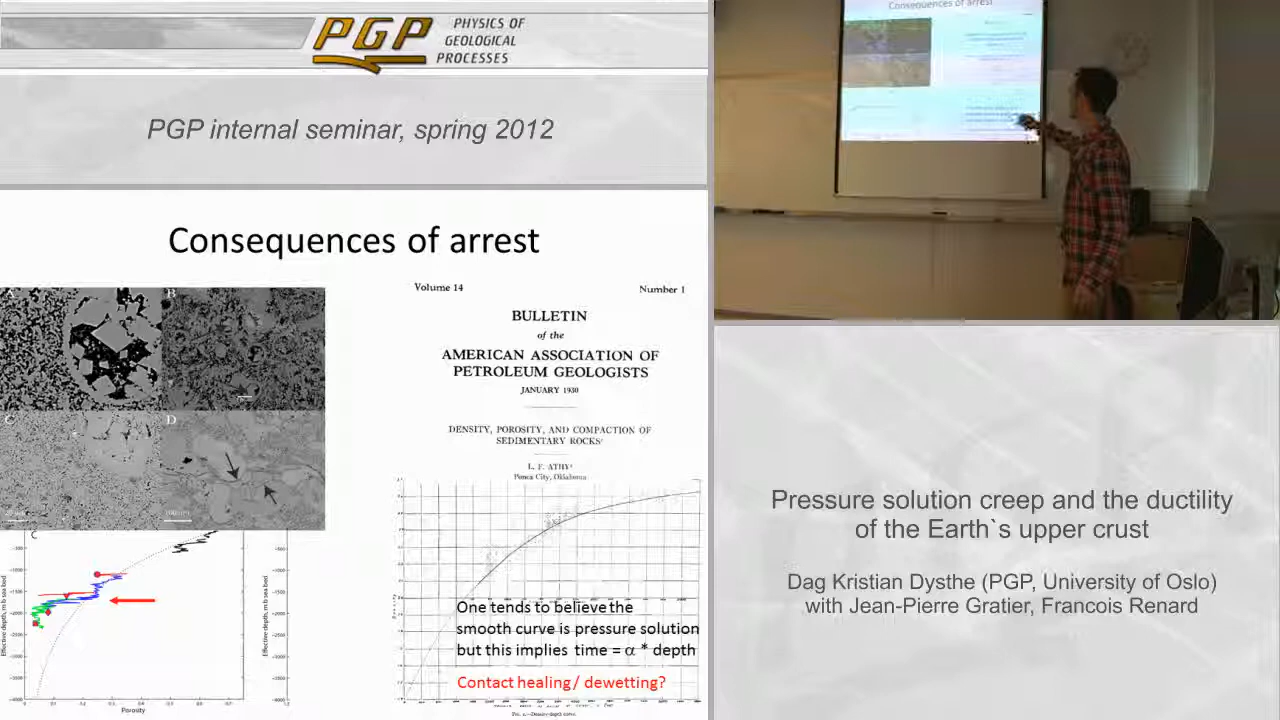 PGP
PHYSICS OF
GEOLOGICAL
PROCESSES
PGP internal seminar, spring 2012
Consequences of arrest
B
C
D
Volume 14
Number 1
BULLETIN
of the
AMERICAN ASSOCIATION OF
PETROLEUM GEOLOGISTS
JANUARY 1930
DENSITY, POROSITY, AND COMPACTION OF
SEDIMENTARY ROCKS¹
L. F. ATHY²
Ponca City, Oklahoma
One tends to believe the
smooth curve is pressure solution
but this implies time = α * depth
Contact healing/ dewetting?
Porosity
Consequences of arrest
Pressure solution creep and the ductility
of the Earth`s upper crust
Dag Kristian Dysthe (PGP, University of Oslo)
with Jean-Pierre Gratier, Francois Renard